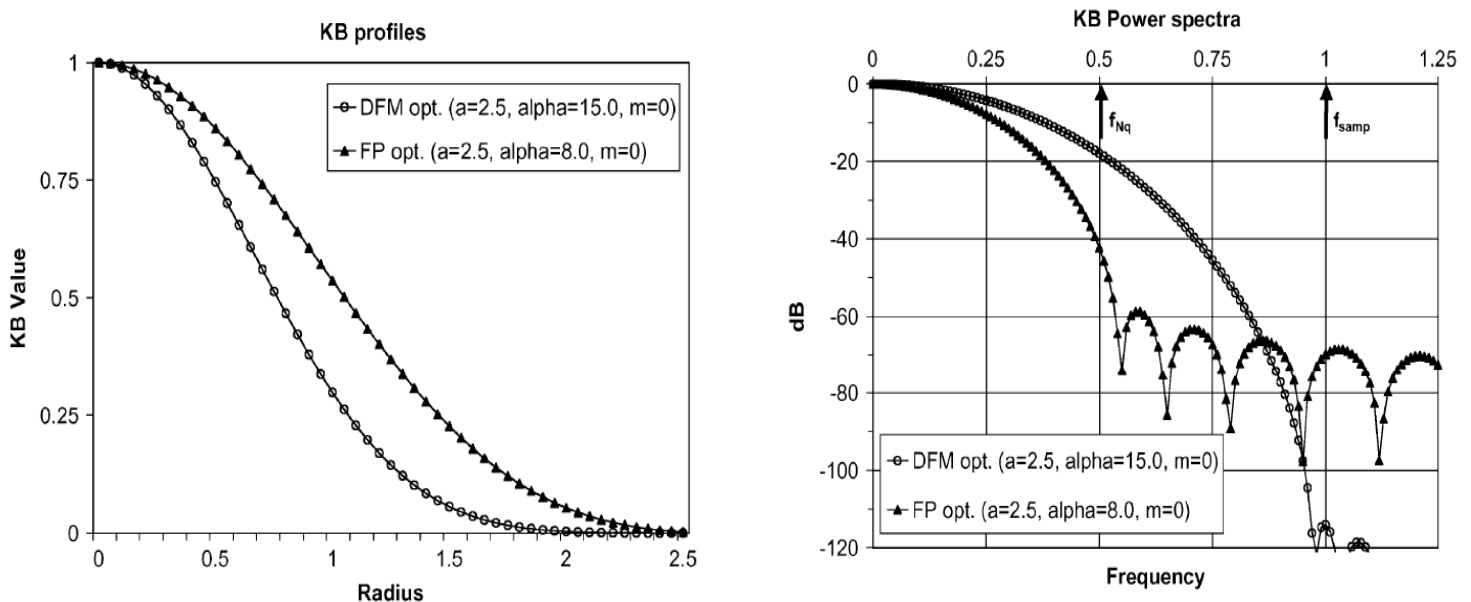 KB profiles
1
0.75
0.5
0.25
0
KB Value
DFM opt. (a=2.5, alpha=15.0, m=0)
FP opt. (a=2.5, alpha=8.0, m=0)
0 0.5 1 1.5 2 2.5
Radius
KB Power spectra
0 0.25 0.5 0.75 1 1.25
0
-20
-40
-60
-80
-100
-120
dB
fNq
fsamp
DFM opt. (a=2.5, alpha=15.0, m=0)
FP opt. (a=2.5, alpha=8.0, m=0)
Frequency